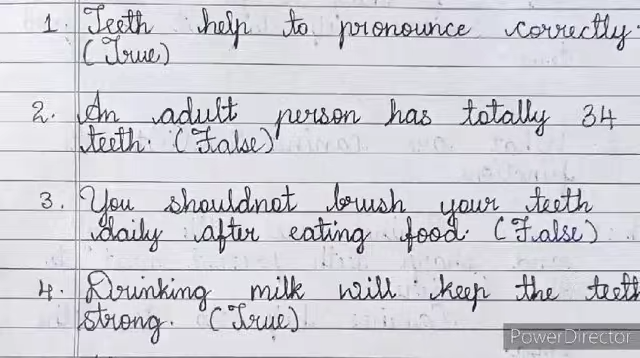 1. Teeth help to pronounce correctly.
(True)
2. An adult person has totally 34
teeth. (False)
3. You shouldnot brush your teeth
daily after eating food. (False)
4. Drinking milk will keep the teeth
strong. (True)
PowerDirector